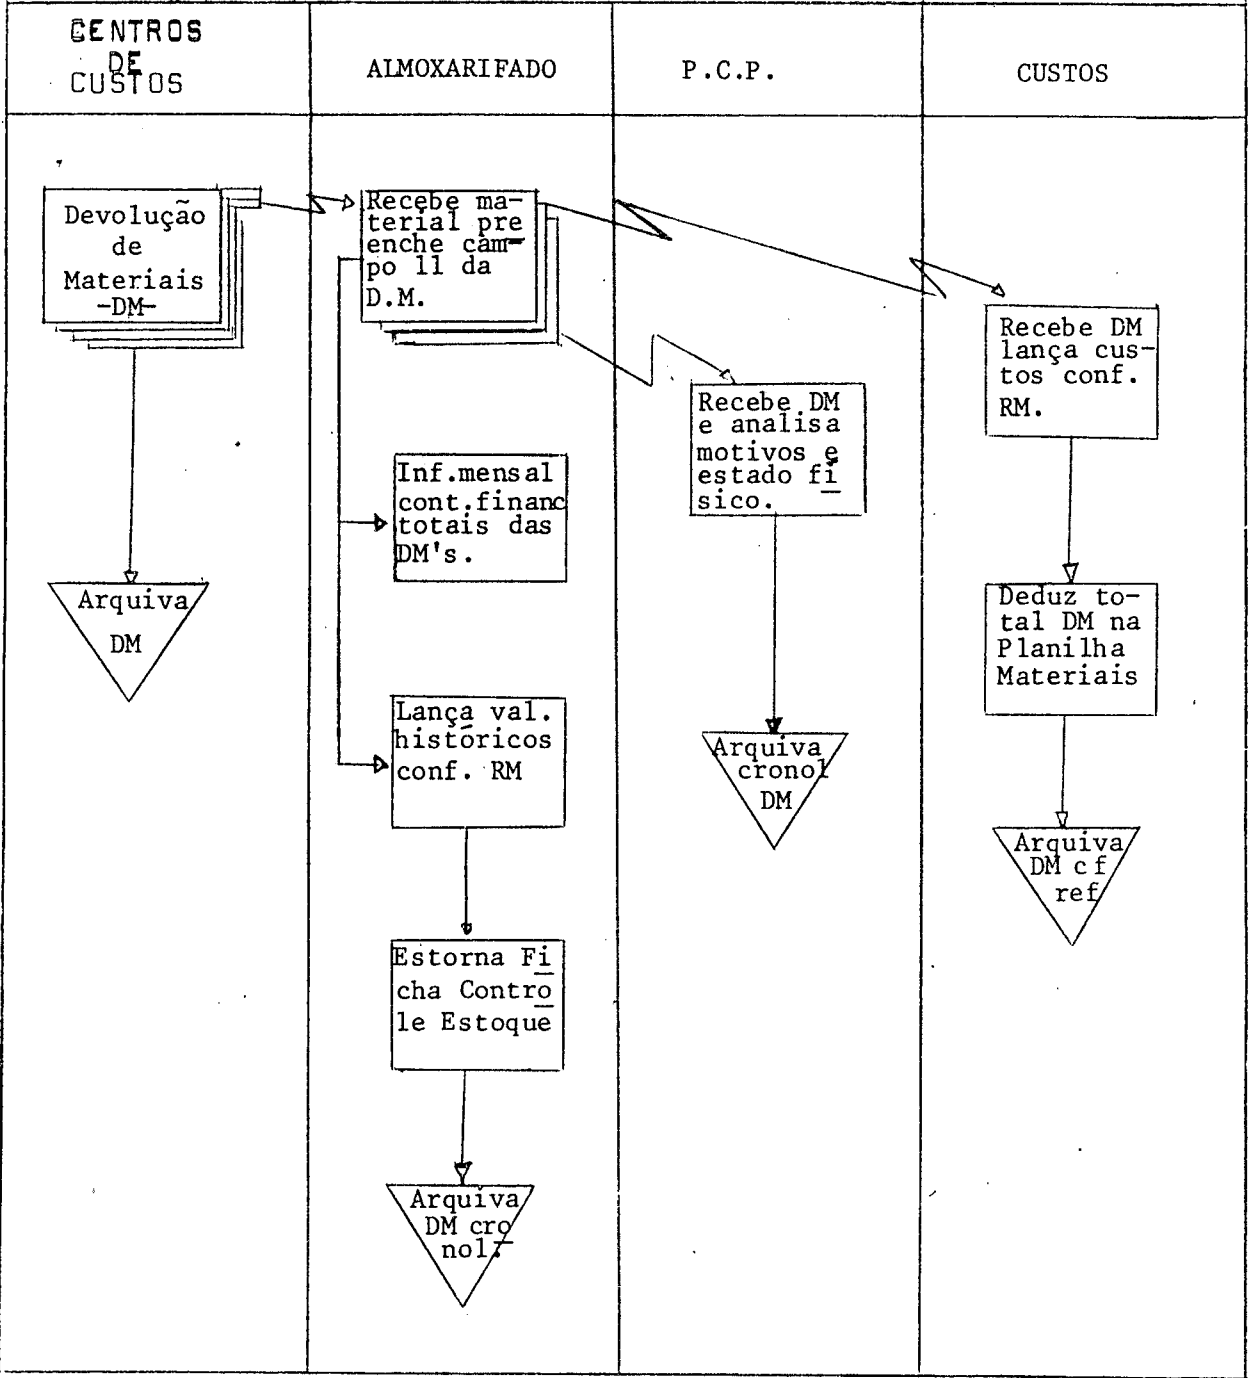 CENTROS
DE
CUSTOS
ALMOXARIFADO
P.C.P.
CUSTOS
Devolução
de
Materiais
-DM-
Recebe ma-
terial pre
enche cam-
po 11 da
D.M.
Inf.mensal
cont.financ
totais das
DM's.
Lança val.
históricos
conf. RM
Estorna Fi
cha Contro
le Estoque
Arquiva
DM cro
nol.
Arquiva
DM
Recebe DM
e analisa
motivos e
estado fí
sico.
Arquiva
cronol
DM
Recebe DM
lança cus-
tos conf.
RM.
Deduz to-
tal DM na
Planilha
Materiais
Arquiva
DM cf
ref